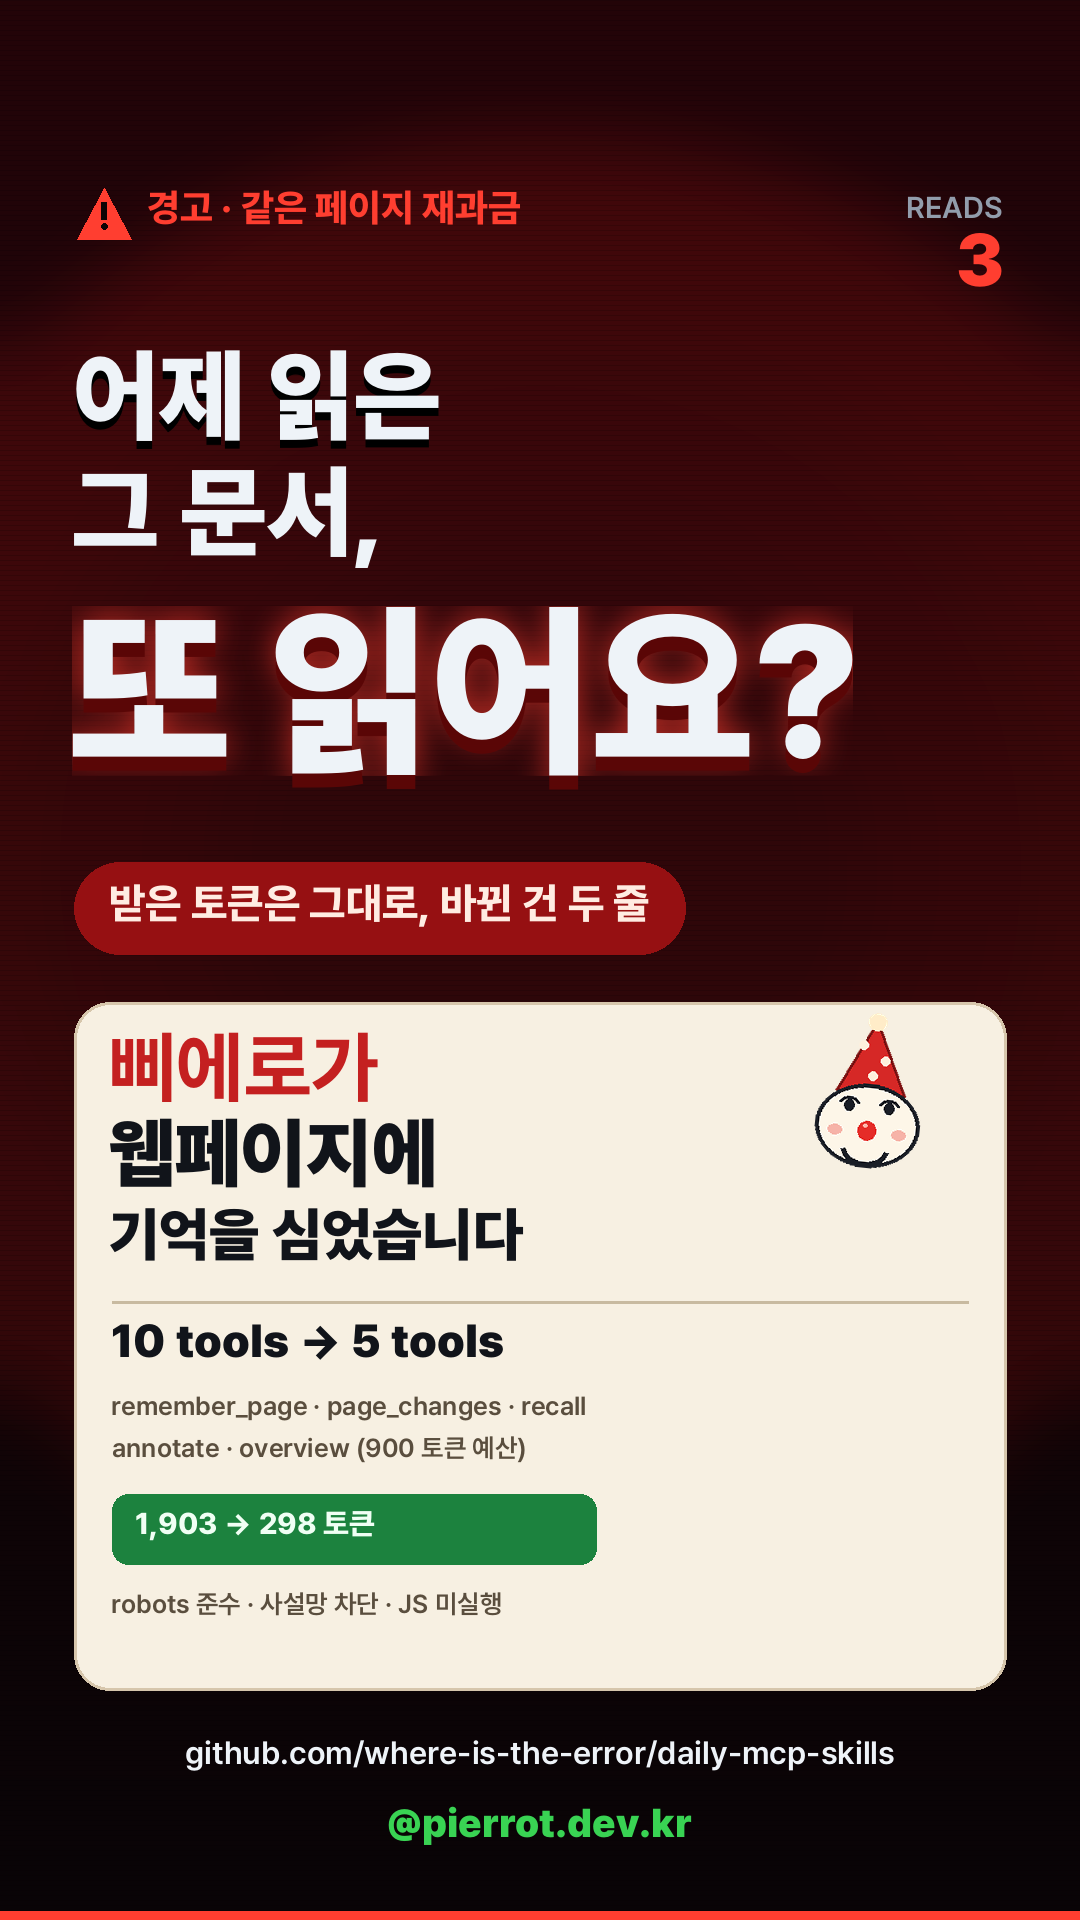 경고 · 같은 페이지 재과금
READS
3
어제 읽은
그 문서,
또 읽어요?
받은 토큰은 그대로, 바뀐 건 두 줄
삐에로가
웹페이지에
기억을 심었습니다
10 tools → 5 tools
remember_page · page_changes · recall
annotate · overview (900 토큰 예산)
1,903 → 298 토큰
robots 준수 · 사설망 차단 · JS 미실행
github.com/where-is-the-error/daily-mcp-skills
@pierrot.dev.kr